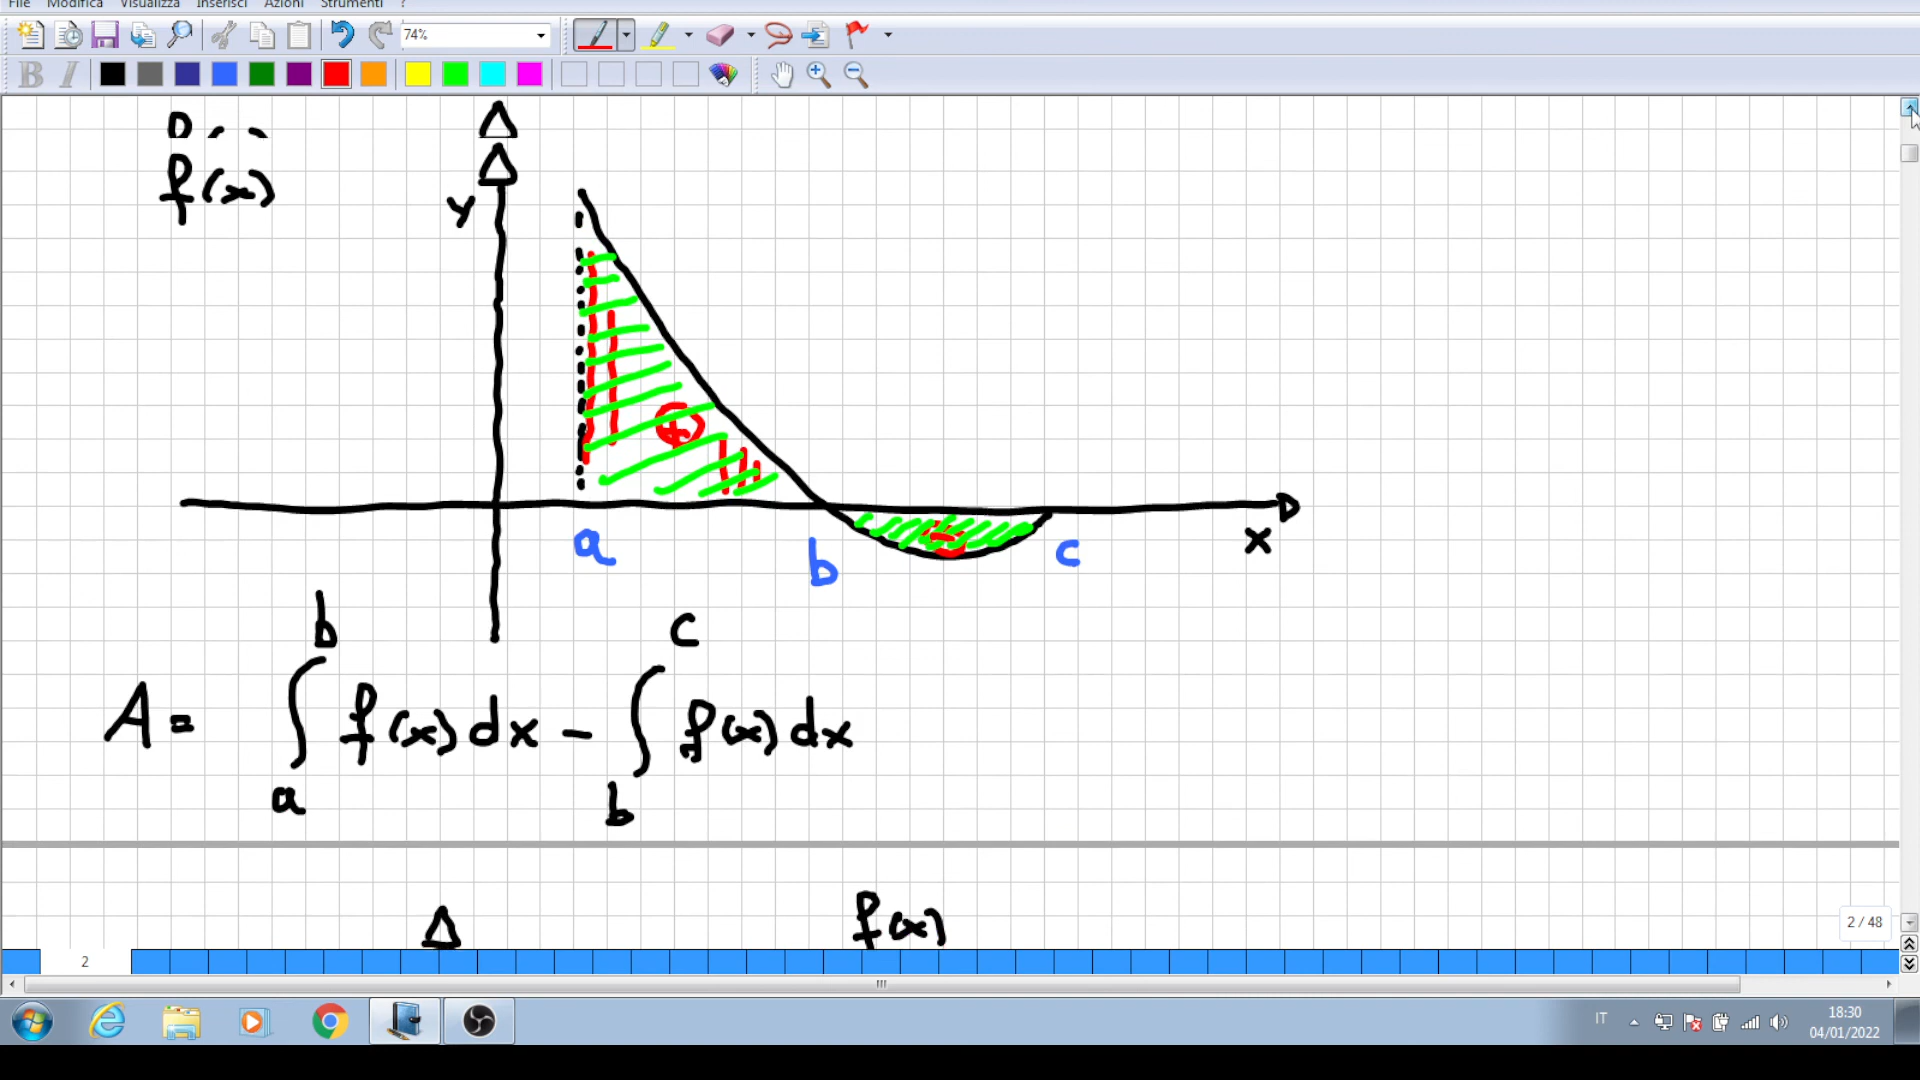 File Modifica Visualizza Inserisci Azioni Strumenti ?
74%
B I
f(x)
y
+
a b - c x
b c
A = ∫ f(x) dx - ∫ f(x) dx
a b
f(x)
2 / 48
2
IT 18:30
04/01/2022